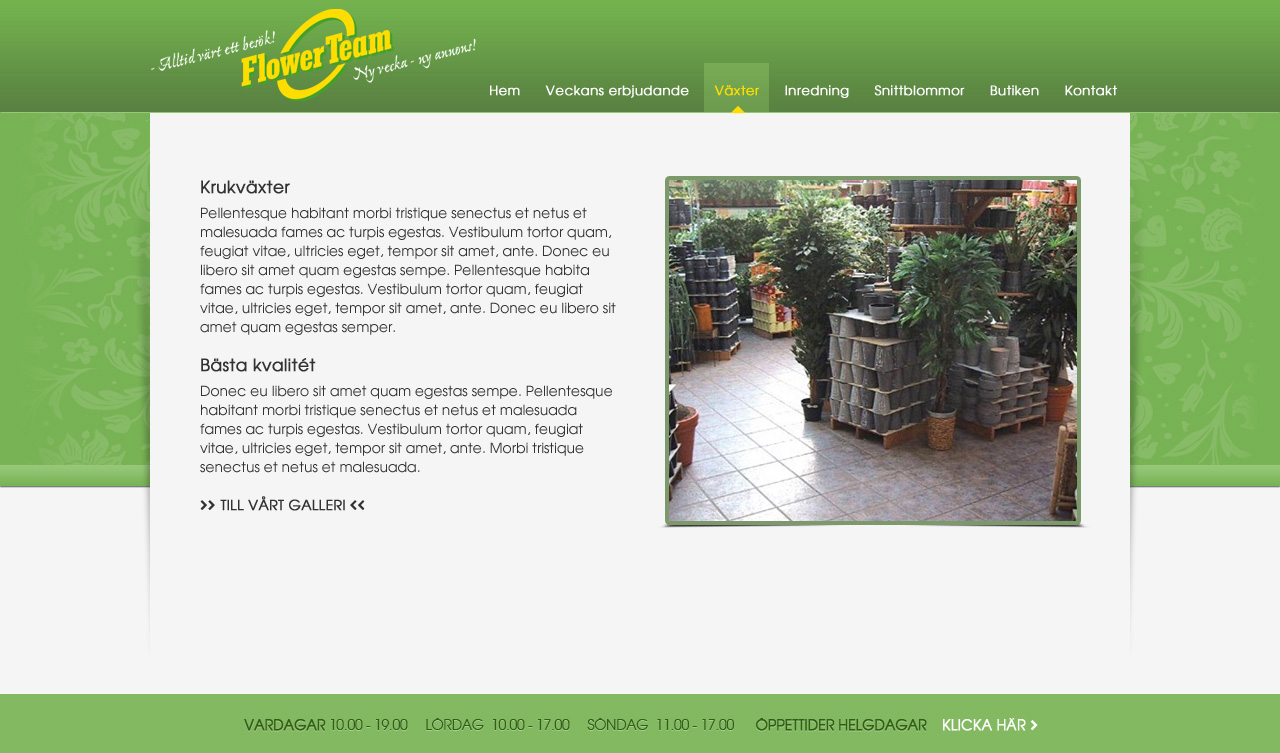 - Alltid vårt ett besök!
FlowerTeam
Ny vecka - ny annons!
Hem Veckans erbjudande Växter Inredning Snittblommor Butiken Kontakt
Krukväxter
Pellentesque habitant morbi tristique senectus et netus et
malesuada fames ac turpis egestas. Vestibulum tortor quam,
feugiat vitae, ultricies eget, tempor sit amet, ante. Donec eu
libero sit amet quam egestas sempe. Pellentesque habita
fames ac turpis egestas. Vestibulum tortor quam, feugiat
vitae, ultricies eget, tempor sit amet, ante. Donec eu libero sit
amet quam egestas semper.
Bästa kvalitét
Donec eu libero sit amet quam egestas sempe. Pellentesque
habitant morbi tristique senectus et netus et malesuada
fames ac turpis egestas. Vestibulum tortor quam, feugiat
vitae, ultricies eget, tempor sit amet, ante. Morbi tristique
senectus et netus et malesuada.
>> TILL VÅRT GALLERI <<
VARDAGAR 10.00 - 19.00 LÖRDAG 10.00 - 17.00 SÖNDAG 11.00 - 17.00 ÖPPETTIDER HELGDAGAR KLICKA HÄR >